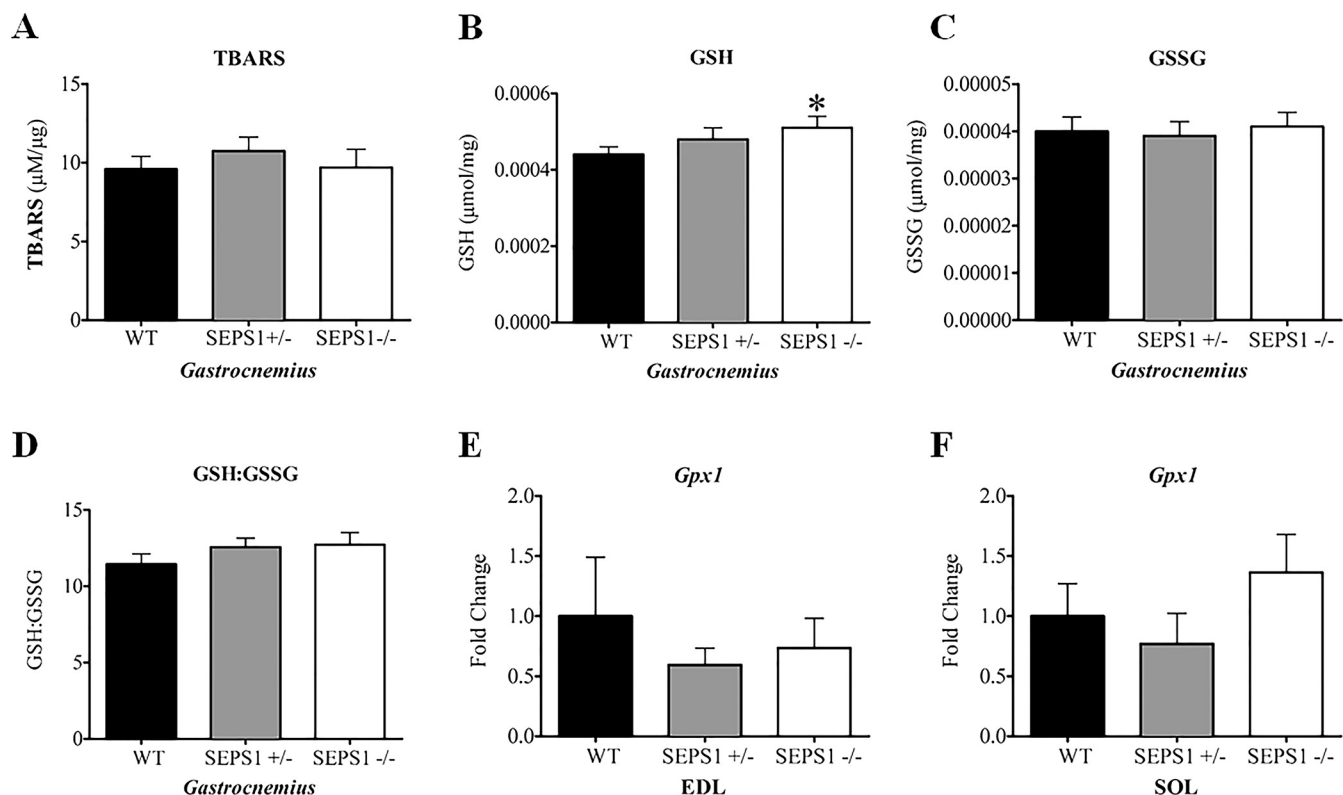 A
TBARS
TBARS (µM/µg)
15
10
5
0
WT SEPS1+/- SEPS1-/-
Gastrocnemius
B
GSH
GSH (µmol/mg)
0.0006
0.0004
0.0002
0.0000
*
WT SEPS1 +/- SEPS1 -/-
Gastrocnemius
C
GSSG
GSSG (µmol/mg)
0.00005
0.00004
0.00003
0.00002
0.00001
0.00000
WT SEPS1 +/- SEPS1 -/-
Gastrocnemius
D
GSH:GSSG
GSH:GSSG
15
10
5
0
WT SEPS1 +/- SEPS1 -/-
Gastrocnemius
E
Gpx1
Fold Change
2.0
1.5
1.0
0.5
0.0
WT SEPS1 +/- SEPS1 -/-
EDL
F
Gpx1
Fold Change
2.0
1.5
1.0
0.5
0.0
WT SEPS1 +/- SEPS1 -/-
SOL